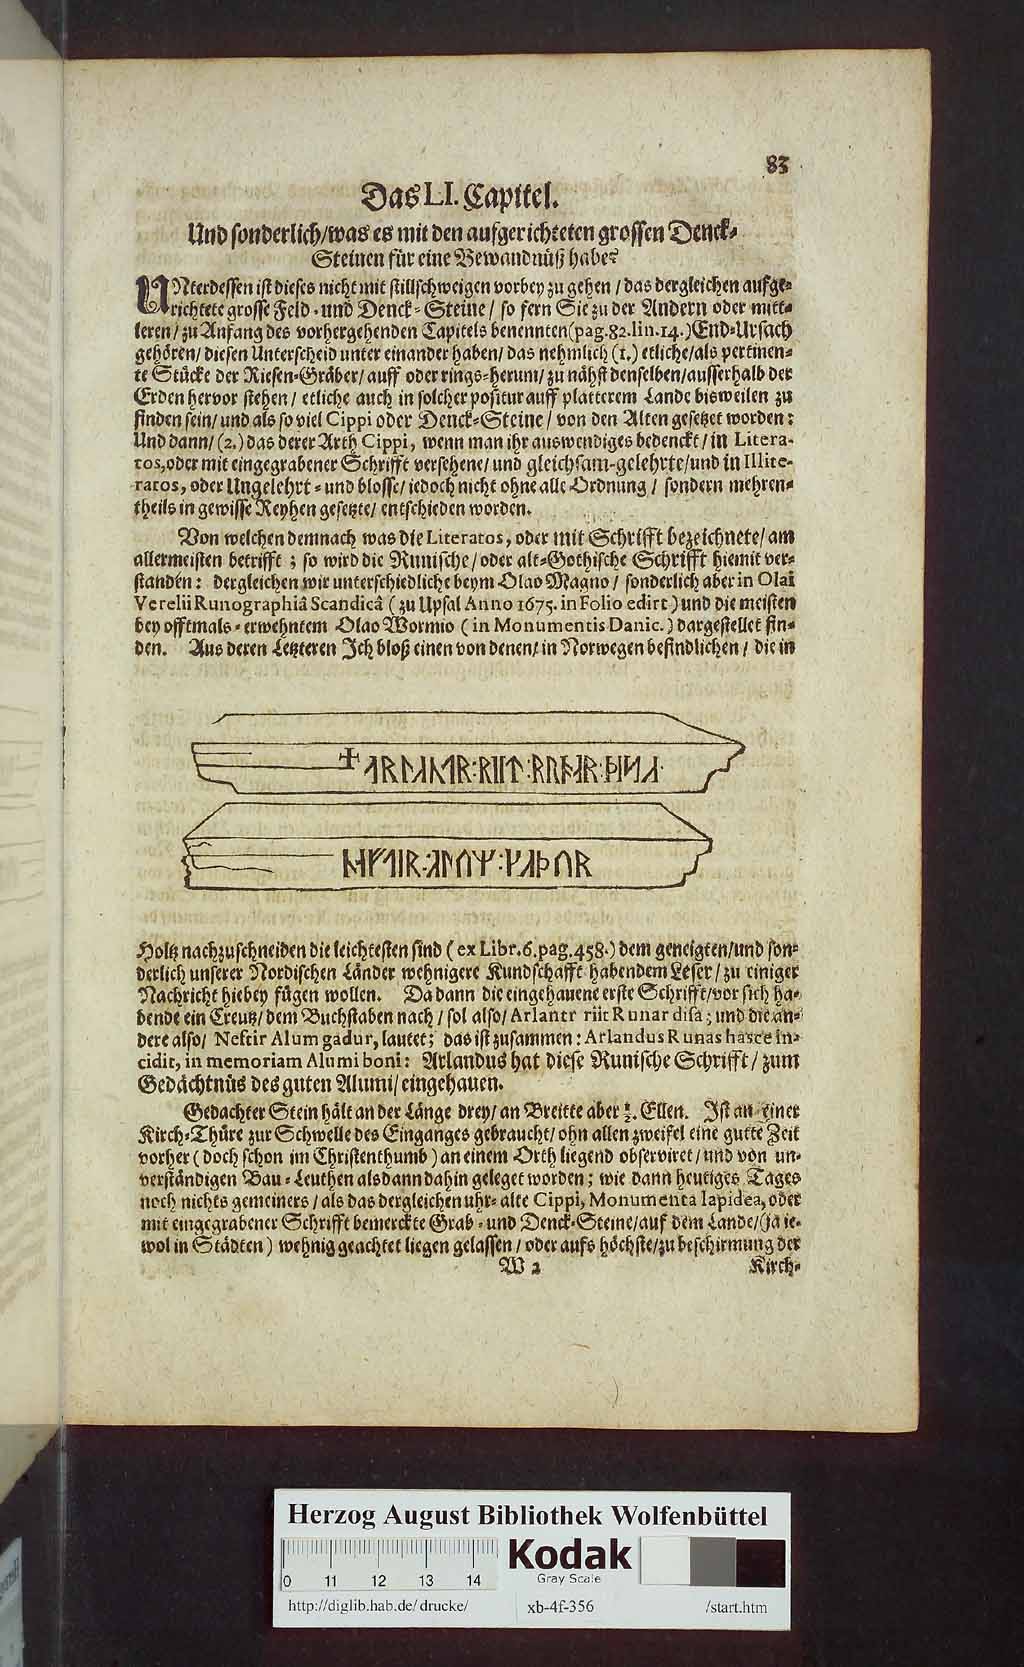 83
Das LI. Capitel.
Und sonderlich/was es mit den aufgerichteten grossen Denck-
Steinen für eine Bewandnüß habe?
UNterdessen ist dieses nicht mit stillschweigen vorbey zu gehen / das dergleichen aufge-
richtete grosse Feld- und Denck-Steine / so fern Sie zu der Andern oder mitt-
leren / zu Anfang des vorhergehenden Capitels benennten (pag. 82. lin. 14.) End-Ursach
gehören / diesen Unterscheid unter einander haben / das nehmlich (1.) etliche / als pertinen-
te Stücke der Riesen-Gräber / auff oder rings-herum / zu nähst denselben / ausserhalb der
Erden hervor stehen / etliche auch in solcher positur auff platterem Lande bisweilen zu
finden sein / und als so viel Cippi oder Denck-Steine / von den Alten gesetzet worden:
Und dann / (2.) das derer Arth Cippi, wenn man ihr auswendiges bedenckt / in Litera-
tos, oder mit eingegrabener Schrifft versehene / und gleichsam-gelehrte / und in Illite-
ratos, oder Ungelehrt- und blosse / iedoch nicht ohne alle Ordnung / sondern mehren-
theils in gewisse Reyhen gesetzte / entschieden worden.
Von welchen demnach was die Literatos, oder mit Schrifft bezeichnete / am
allermeisten betrifft ; so wird die Runische / oder alt-Gothische Schrifft hiemit ver-
standen: dergleichen wir unterschiedliche beym Olao Magno / sonderlich aber in Olai
Verelii Runographiâ Scandicâ ( zu Upsal Anno 1675. in Folio edirt ) und die meisten
bey offtmals-erwehntem Olao Wormio ( in Monumentis Danic. ) dargestellet fin-
den. Aus deren Letzteren Ich bloß einen von denen / in Norwegen befindlichen / die in
Holtz nachzuschneiden die leichtesten sind ( ex Libr. 6. pag. 458. ) dem geneigten / und son-
derlich unserer Nordischen Länder wehnigere Kundschafft habendem Leser / zu einiger
Nachricht hiebey fügen wollen. Da dann die eingehauene erste Schrifft / vor sich ha-
bende ein Creutz / dem Buchstaben nach / sol also / Arlantr riit Runar disa ; und die an-
dere also / Neftir Alum gadur, lautet ; das ist zusammen : Arlandus Runas hasce in-
cidit, in memoriam Alumi boni : Arlandus hat diese Runische Schrifft / zum
Gedächtnüs des guten Alumi / eingehauen.
Gedachter Stein hält an der Länge drey / an Breitte aber ½. Ellen. Ist an einer
Kirch-Thüre zur Schwelle des Einganges gebraucht / ohn allen zweifel eine gutte Zeit
vorher ( doch schon im Christenthumb ) an einem Orth liegend observiret / und von un-
verständigen Bau-Leuthen alsdann dahin geleget worden ; wie dann heutiges Tages
noch nichts gemeiners / als das dergleichen uhr-alte Cippi, Monumenta lapidea, oder
mit eingegrabener Schrifft bemerckte Grab- und Denck-Steine / auf dem Lande / (ja ie-
wol in Städten ) wehnig geachtet liegen gelassen / oder aufs höchste / zu beschirmung der
W 2 Kirch-
Herzog August Bibliothek Wolfenbüttel
0 11 12 13 14
Kodak
Gray Scale
http://diglib.hab.de/drucke/ xb-4f-356 /start.htm